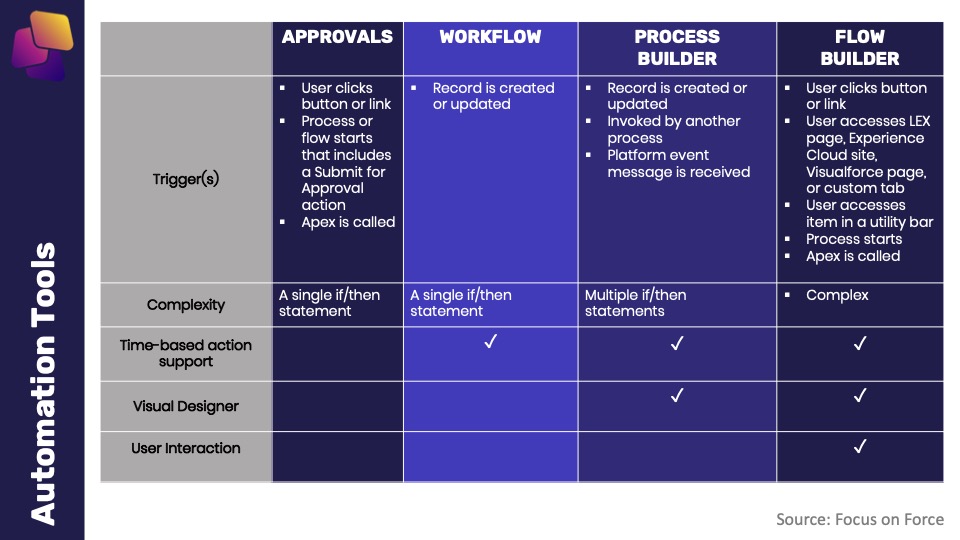 Automation Tools
APPROVALS
WORKFLOW
PROCESS
BUILDER
FLOW
BUILDER
Trigger(s)
▪ User clicks
button or link
▪ Process or
flow starts
that includes
a Submit for
Approval
action
▪ Apex is called
▪ Record is created
or updated
▪ Record is created or
updated
▪ Invoked by another
process
▪ Platform event
message is received
▪ User clicks button
or link
▪ User accesses LEX
page, Experience
Cloud site,
Visualforce page,
or custom tab
▪ User accesses
item in a utility bar
▪ Process starts
▪ Apex is called
Complexity
A single if/then
statement
A single if/then
statement
Multiple if/then
statements
▪ Complex
Time-based action
support
✓
✓
✓
Visual Designer
✓
✓
User Interaction
✓
Source: Focus on Force